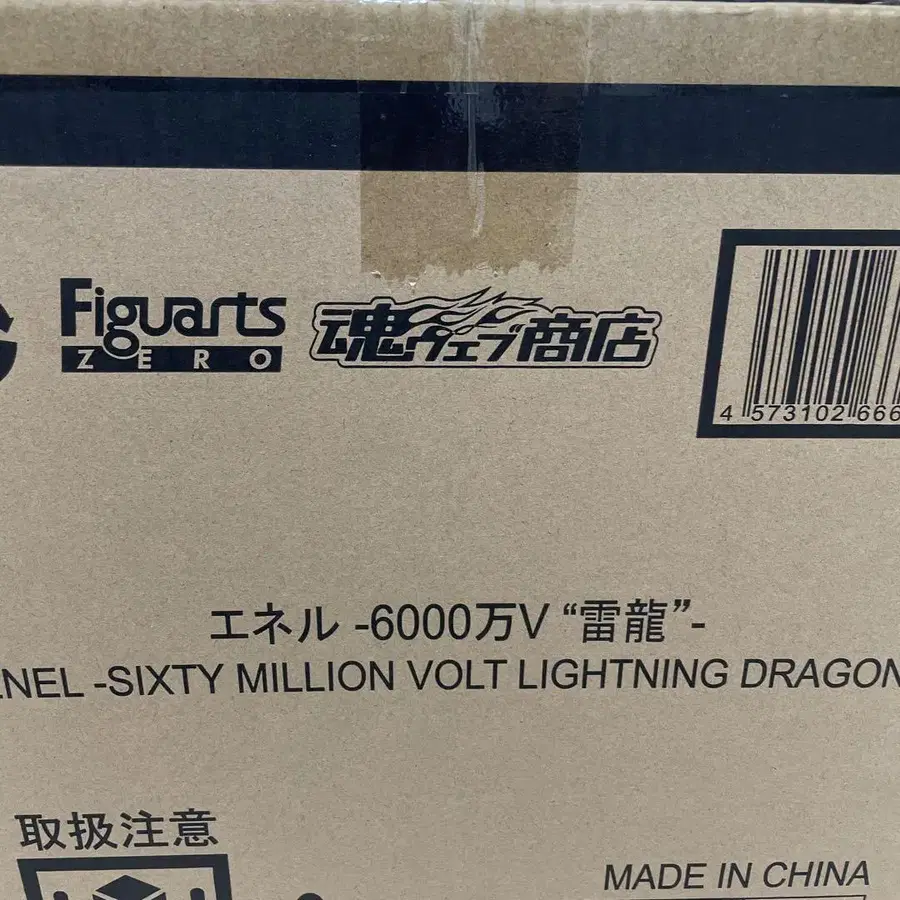 Figuarts
ZERO
魂ウェブ商店
4 573102 666
エネル -6000万V “雷龍”-
ENEL -SIXTY MILLION VOLT LIGHTNING DRAGON
取扱注意
MADE IN CHINA